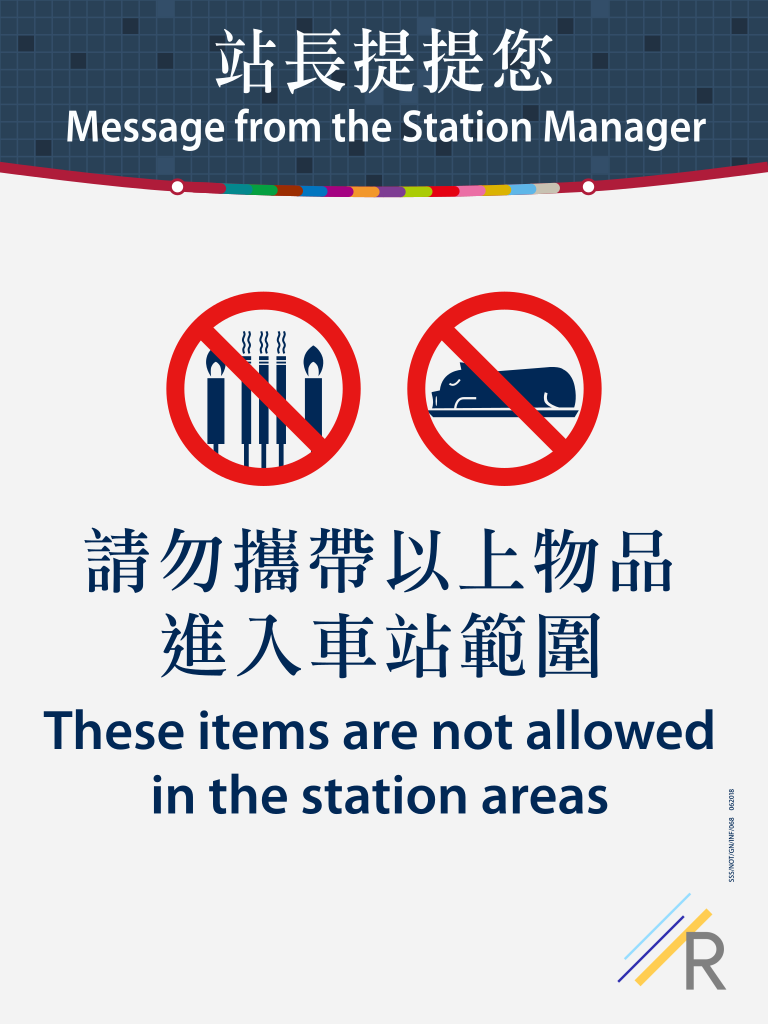 站長提提您
Message from the Station Manager
請勿攜帶以上物品
進入車站範圍
These items are not allowed
in the station areas
SSS/NOT/GN/INF/068 062018
R